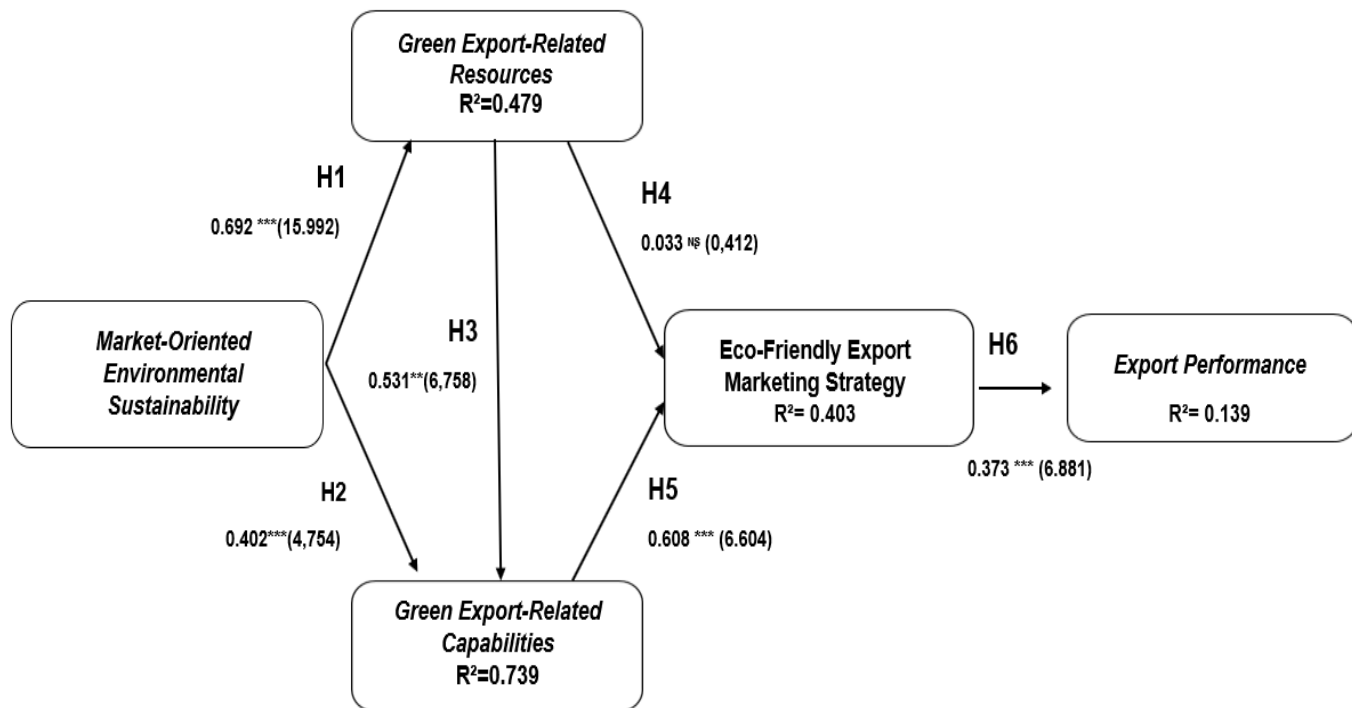 Green Export-Related
Resources
R²=0.479
H1
0.692 ***(15.992)
H4
0.033 NS (0,412)
Market-Oriented
Environmental
Sustainability
H3
0.531**(6,758)
Eco-Friendly Export
Marketing Strategy
R²= 0.403
H6
Export Performance
R²= 0.139
0.373 *** (6.881)
H2
0.402***(4,754)
H5
0.608 *** (6.604)
Green Export-Related
Capabilities
R²=0.739